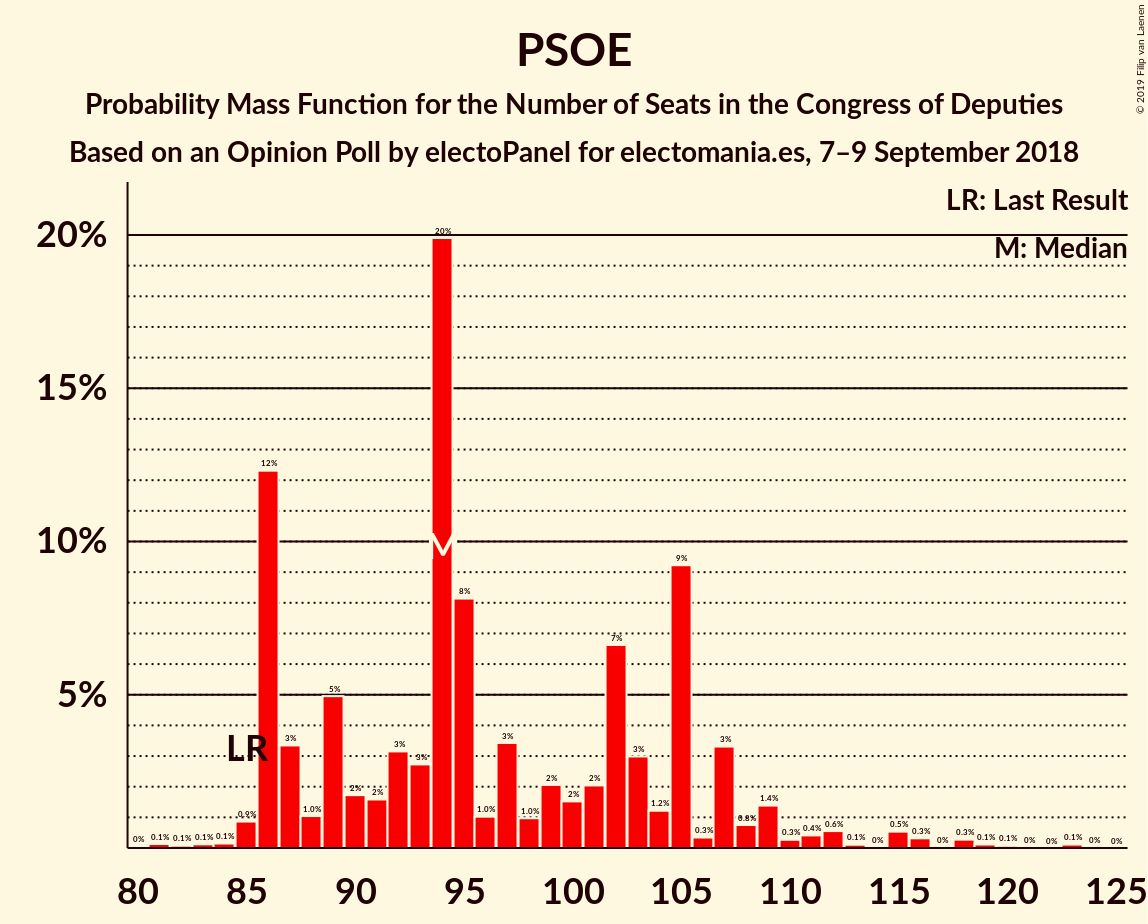 PSOE
Probability Mass Function for the Number of Seats in the Congress of Deputies
Based on an Opinion Poll by electoPanel for electomania.es, 7–9 September 2018
© 2019 Filip van Laenen
LR: Last Result
M: Median
20%
15%
10%
5%
0% 0.1% 0.1% 0.1% 0.1% 0.9% 12% 3% 1.0% 5% 2% 2% 3% 3% 20% 8% 1.0% 3% 1.0% 2% 2% 2% 7% 3% 1.2% 9% 0.3% 3% 0.8% 1.4% 0.3% 0.4% 0.6% 0.1% 0% 0.5% 0.3% 0% 0.3% 0.1% 0.1% 0% 0% 0.1% 0% 0%
LR
M
80 85 90 95 100 105 110 115 120 125